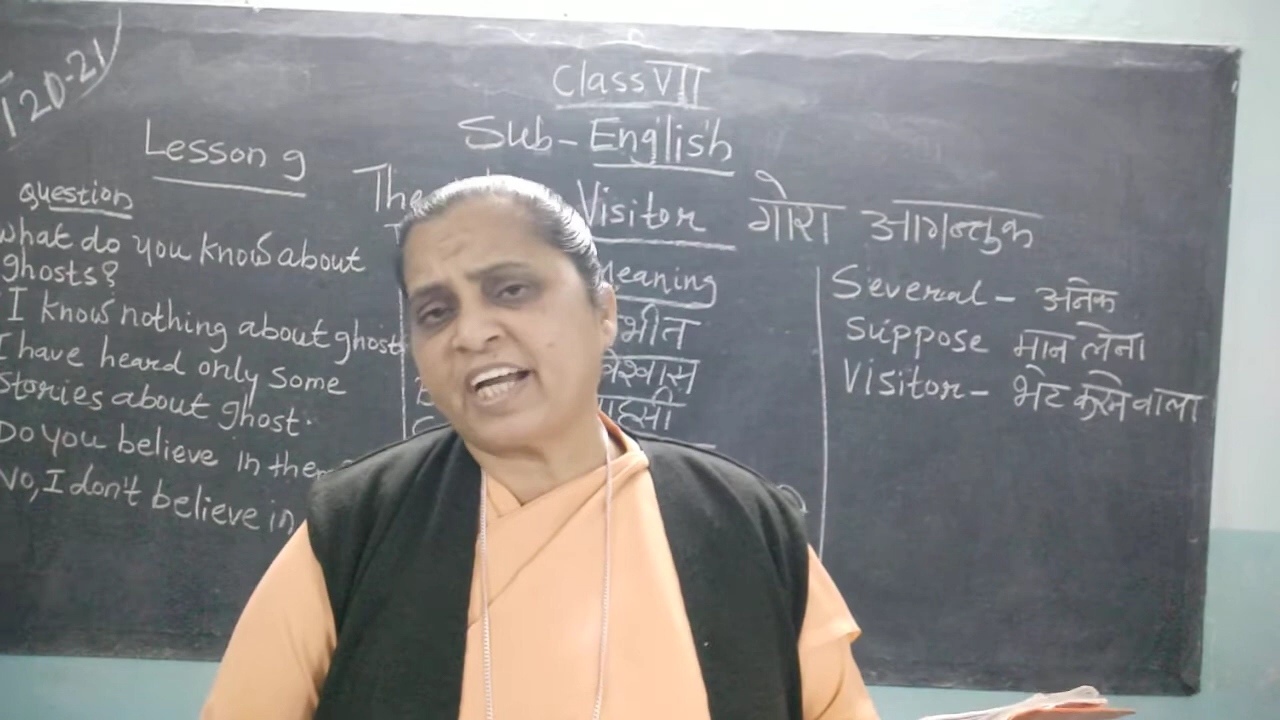 120-21
Class VII
Sub-English
Lesson 9
The Visitor गोरा आगन्तुक
question
what do you know about
ghosts?
I know nothing about ghost
I have heard only some
stories about ghost.
Do you believe in them
No, I don't believe in
Meaning
भीत
Several - अनेक
Suppose मान लेना
Visitor - भेट करने वाला